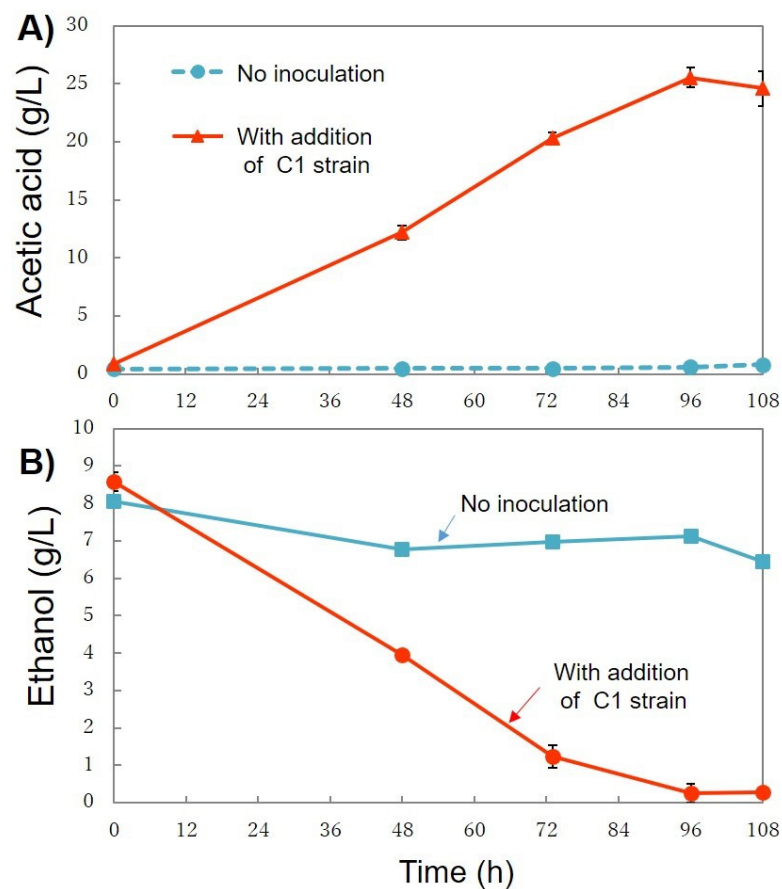 A)
Acetic acid (g/L)
30
25
20
15
10
5
0
No inoculation
With addition
of C1 strain
0 12 24 36 48 60 72 84 96 108
B)
Ethanol (g/L)
10
9
8
7
6
5
4
3
2
1
0
No inoculation
With addition
of C1 strain
0 12 24 36 48 60 72 84 96 108
Time (h)